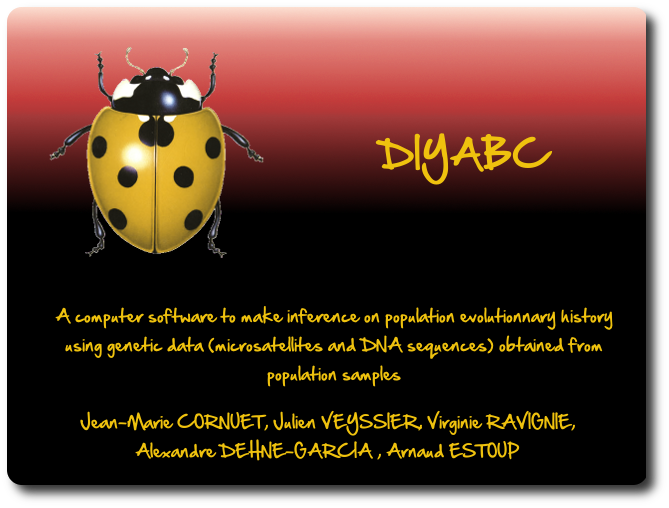 DIYABC
A computer software to make inference on population evolutionnary history
using genetic data (microsatellites and DNA sequences) obtained from
population samples
Jean-Marie CORNUET, Julien VEYSSIER, Virginie RAVIGNIE,
Alexandre DEHNE-GARCIA , Arnaud ESTOUP